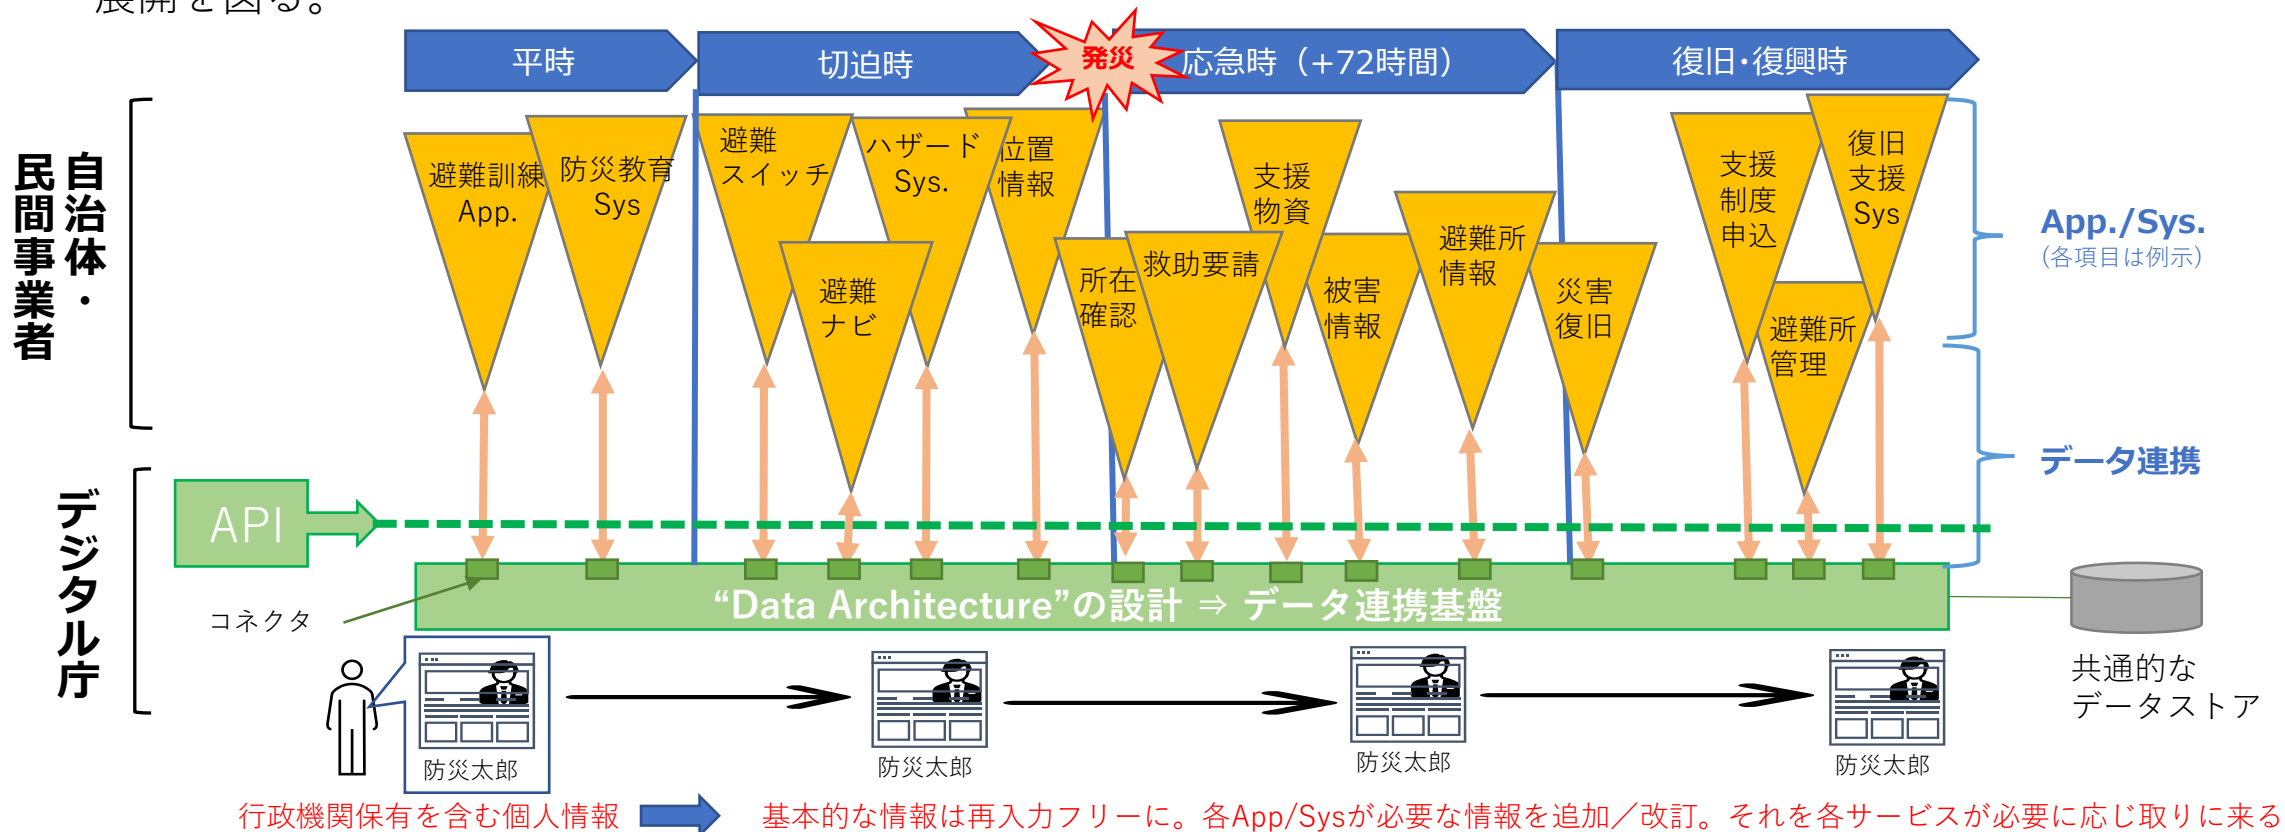 展開を図る。
平時
切迫時
発災
応急時（+72時間）
復旧・復興時
自治体・
民間事業者
避難訓練
App.
防災教育
Sys
避難
スイッチ
避難
ナビ
ハザード
Sys.
位置
情報
所在
確認
救助要請
支援
物資
被害
情報
避難所
情報
災害
復旧
支援
制度
申込
避難所
管理
復旧
支援
Sys
App./Sys.
（各項目は例示）
データ連携
デジタル庁
API
コネクタ
“Data Architecture”の設計 ⇒ データ連携基盤
共通的な
データストア
防災太郎
防災太郎
防災太郎
防災太郎
行政機関保有を含む個人情報
基本的な情報は再入力フリーに。各App/Sysが必要な情報を追加／改訂。それを各サービスが必要に応じ取りに来る